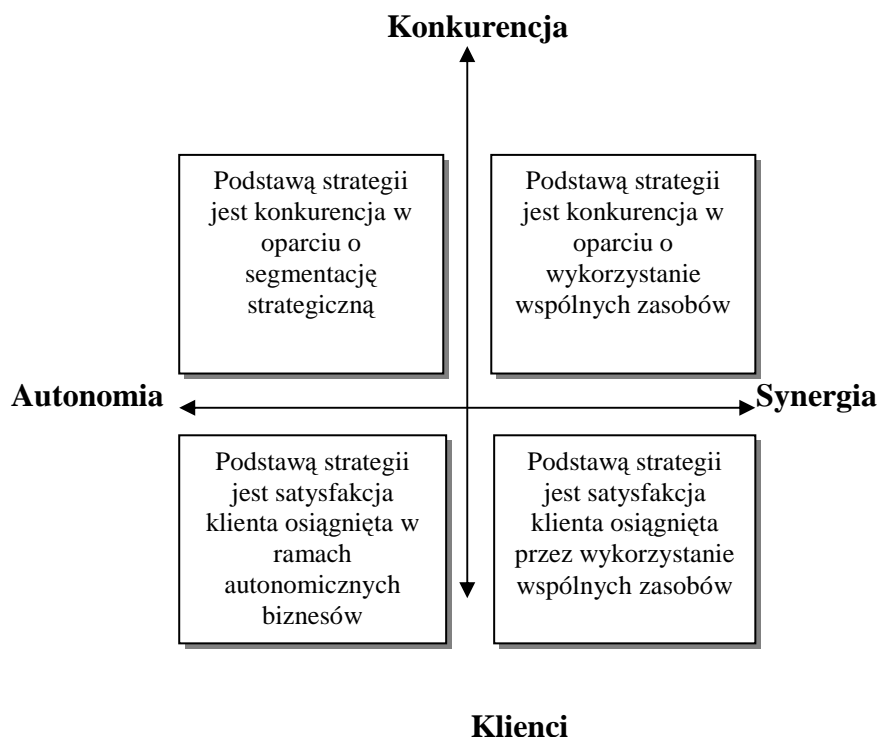 Konkurencja
Podstawą strategii
jest konkurencja w
oparciu o
segmentację
strategiczną
Podstawą strategii
jest konkurencja w
oparciu o
wykorzystanie
wspólnych zasobów
Autonomia
Synergia
Podstawą strategii
jest satysfakcja
klienta osiągnięta w
ramach
autonomicznych
biznesów
Podstawą strategii
jest satysfakcja
klienta osiągnięta
przez wykorzystanie
wspólnych zasobów
Klienci